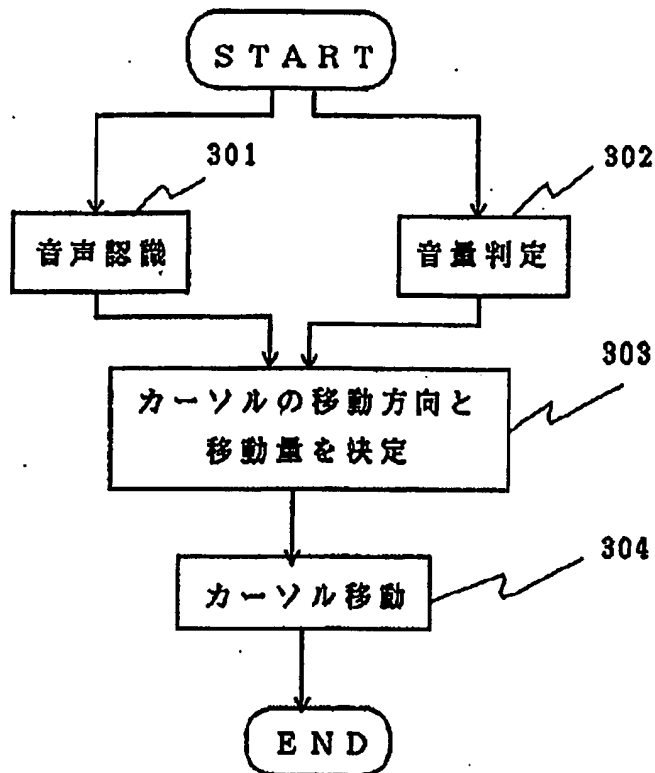 START
301
302
音声認識
音量判定
303
カーソルの移動方向と
移動量を決定
304
カーソル移動
END